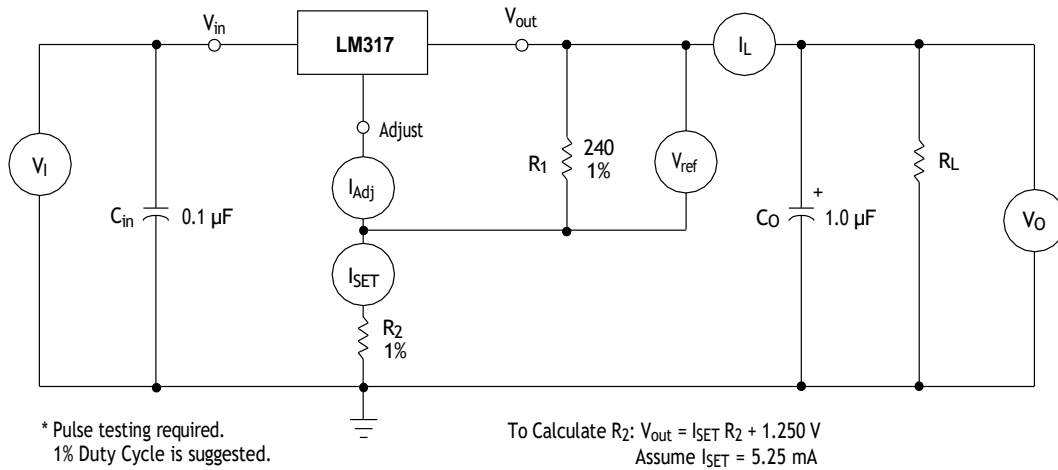 V_in
LM317
V_out
I_L
Adjust
V_I
I_Adj
R_1
240
1%
V_ref
R_L
C_in
0.1 µF
I_SET
C_O
+
1.0 µF
V_O
R_2
1%
* Pulse testing required.
1% Duty Cycle is suggested.
To Calculate R_2: V_out = I_SET R_2 + 1.250 V
Assume I_SET = 5.25 mA